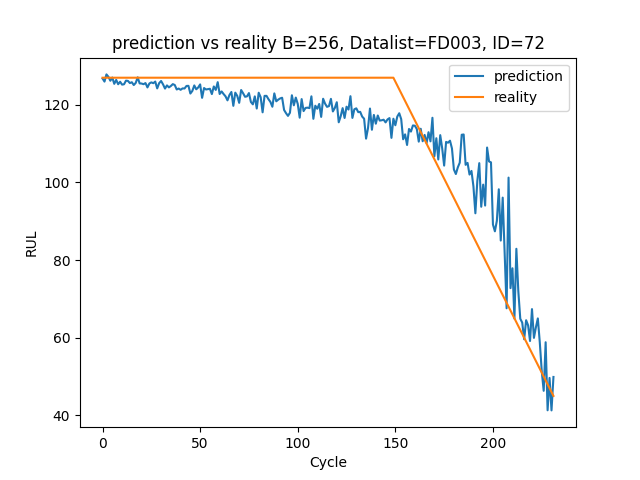 prediction vs reality B=256, Datalist=FD003, ID=72
prediction
reality
120
100
80
60
40
RUL
0
50
100
150
200
Cycle